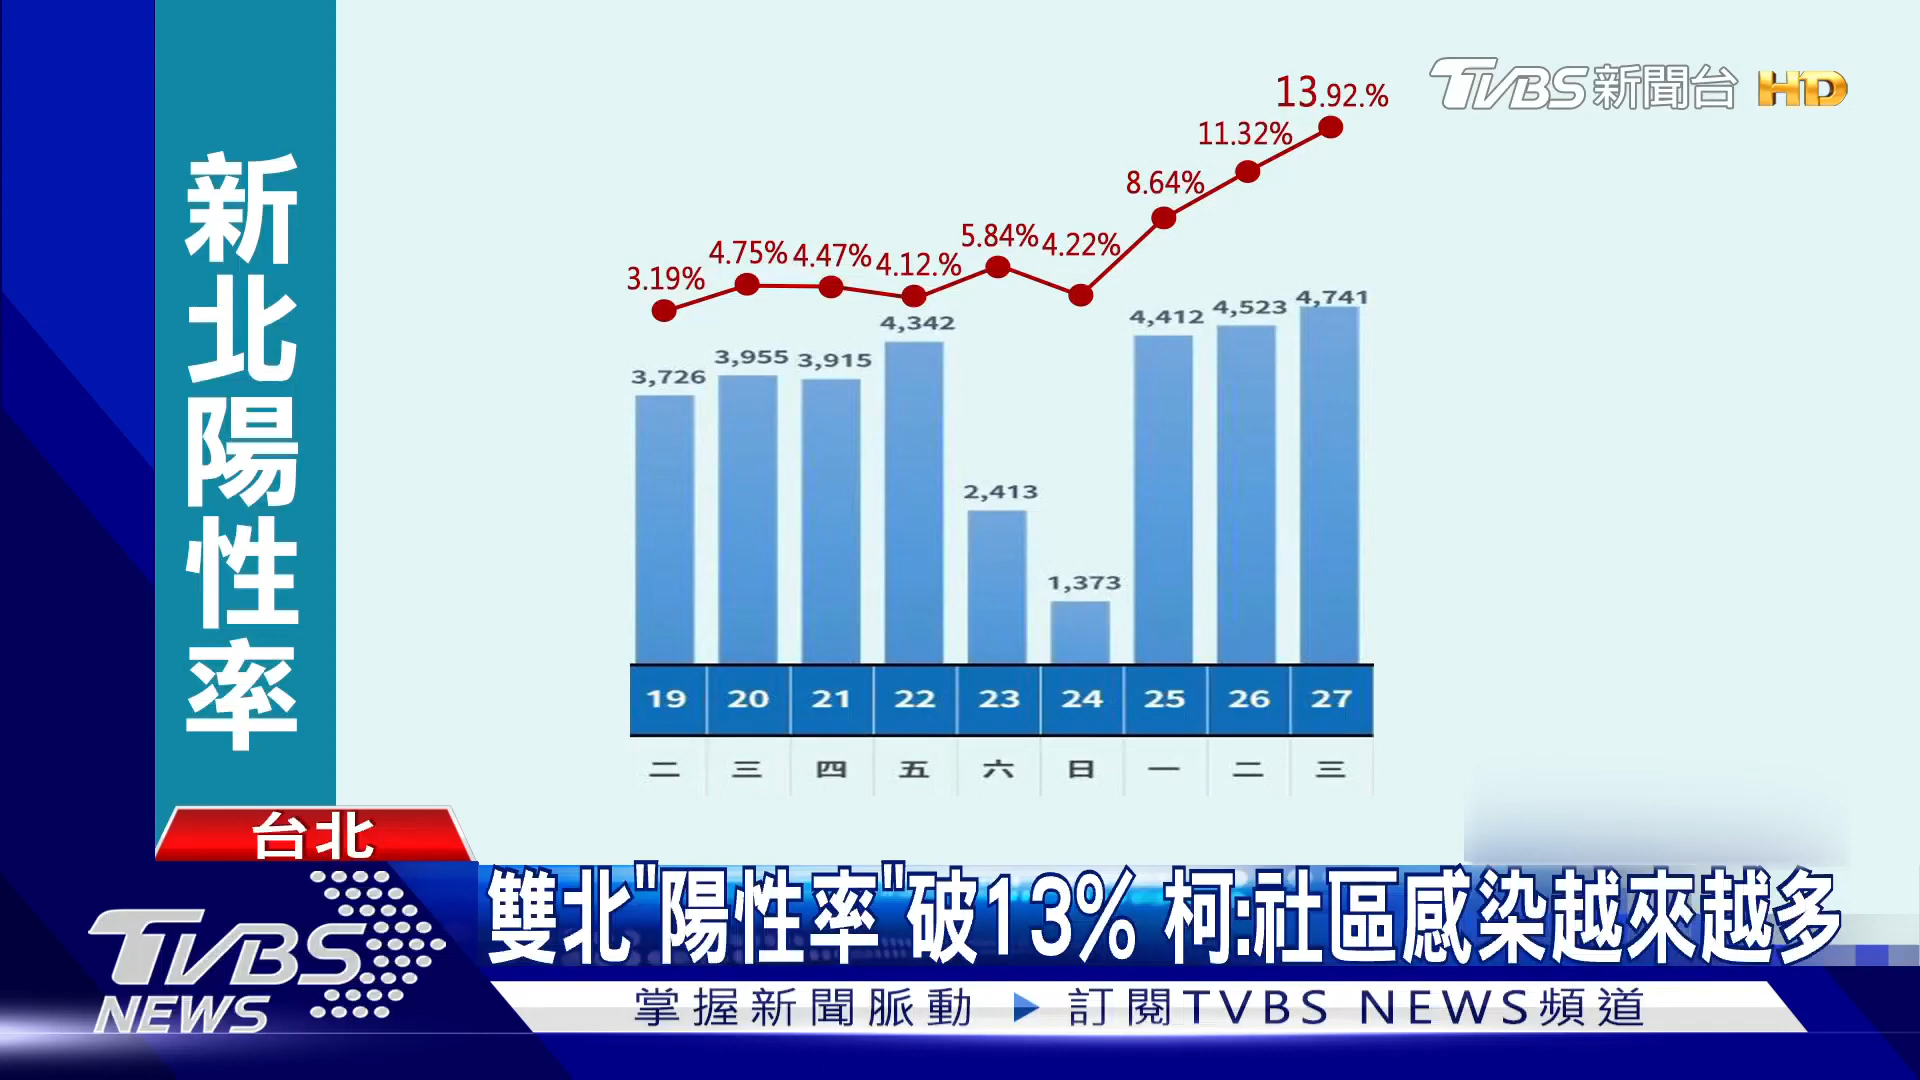 新北陽性率
TVBS新聞台 HD
13.92.%
11.32%
8.64%
5.84%
4.22%
4.75%
4.47%
4.12.%
3.19%
4,741
4,523
4,412
4,342
3,955
3,915
3,726
2,413
1,373
19 20 21 22 23 24 25 26 27
二 三 四 五 六 日 一 二 三
台北
雙北"陽性率"破13% 柯:社區感染越來越多
TVBS
NEWS
掌握新聞脈動 ▶ 訂閱TVBS NEWS頻道